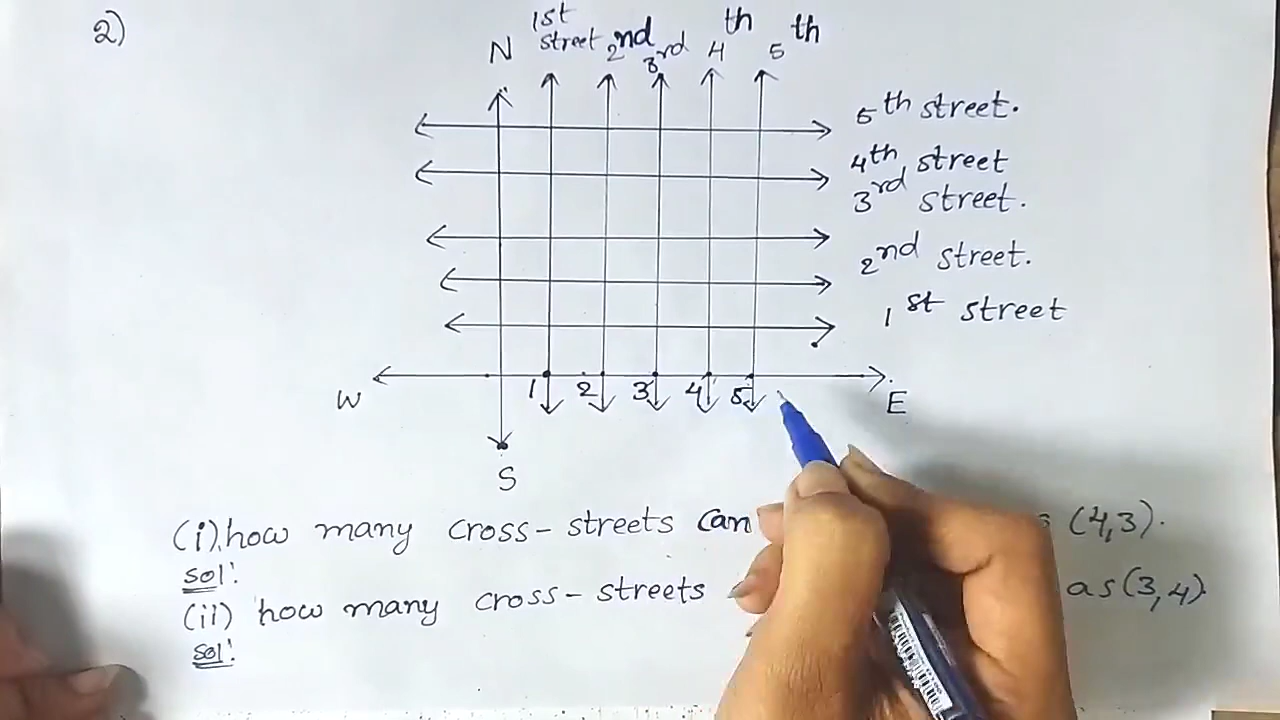 2)
N 1st street 2nd 3rd 4th 5th
5th street.
4th street
3rd street.
2nd street.
1st street
W 1 2 3 4 5 E
S
(i) how many cross-streets can (4,3).
sol:
(ii) how many cross-streets as (3,4).
sol: